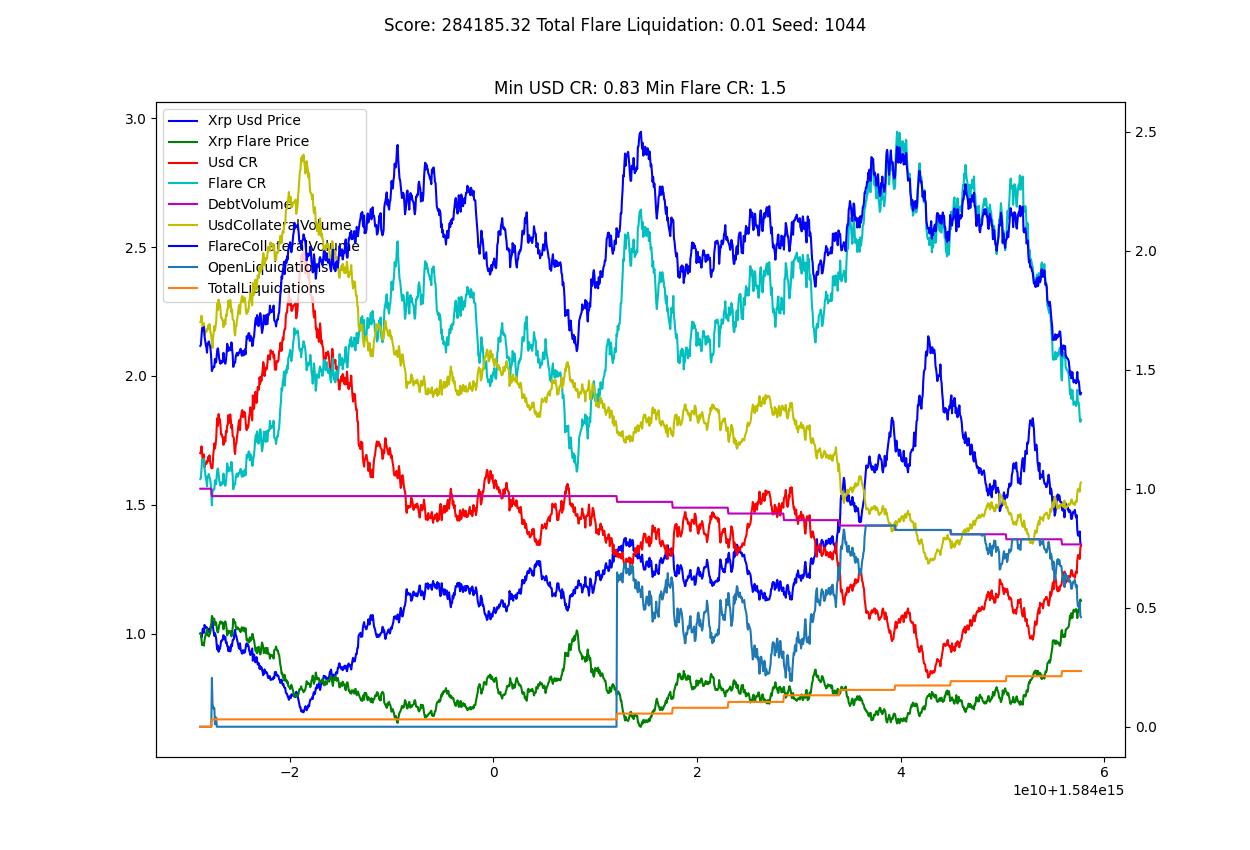 Score: 284185.32 Total Flare Liquidation: 0.01 Seed: 1044
Min USD CR: 0.83 Min Flare CR: 1.5
Xrp Usd Price
Xrp Flare Price
Usd CR
Flare CR
DebtVolume
UsdCollateralVolume
FlareCollateralVolume
OpenLiquidations
TotalLiquidations
3.0
2.5
2.0
1.5
1.0
2.5
2.0
1.5
1.0
0.5
0.0
−2
0
2
4
6
1e10+1.584e15